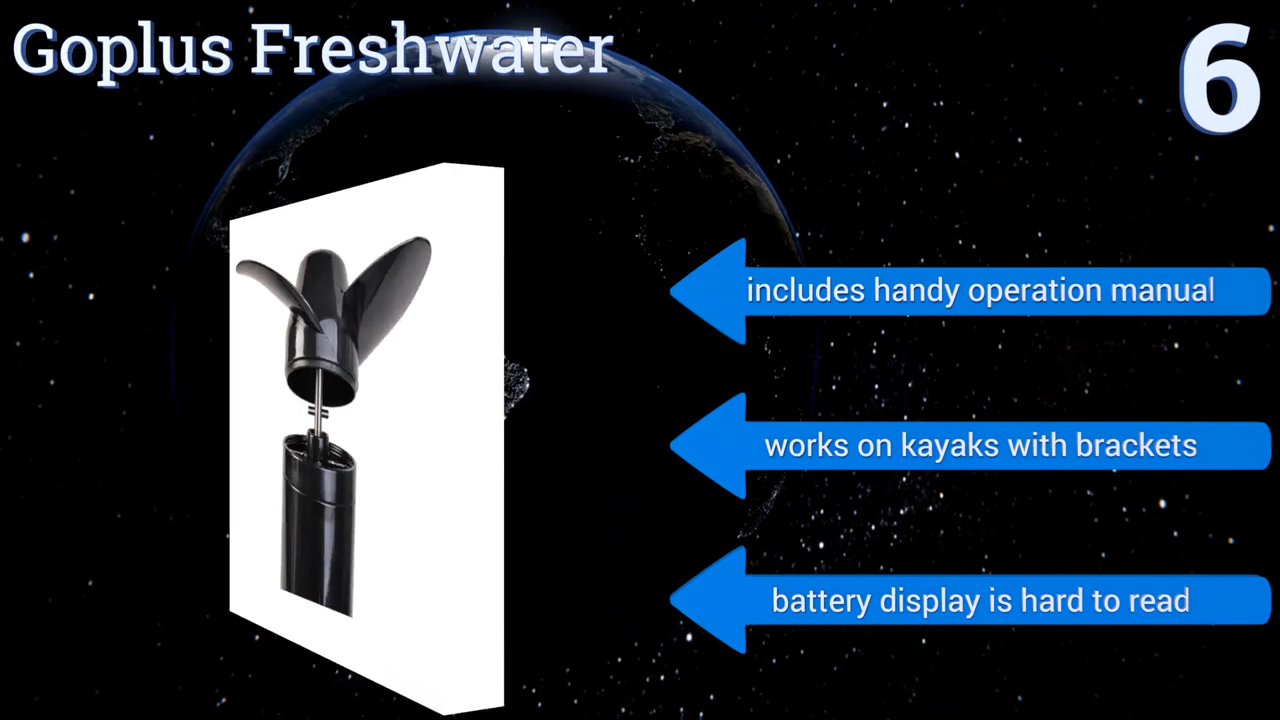 Goplus Freshwater
6
includes handy operation manual
works on kayaks with brackets
battery display is hard to read